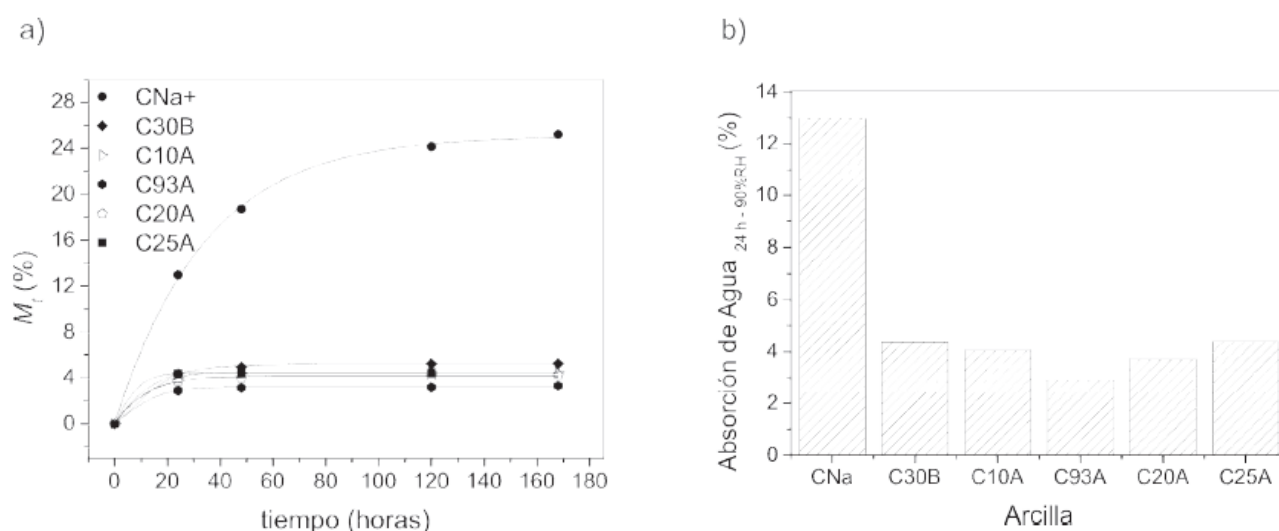 a)
28
24
20
16
12
8
4
0
M_t (%)
CNa+
C30B
C10A
C93A
C20A
C25A
0 20 40 60 80 100 120 140 160 180
tiempo (horas)
b)
14
12
10
8
6
4
2
0
Absorción de Agua 24 h - 90%RH (%)
CNa C30B C10A C93A C20A C25A
Arcilla